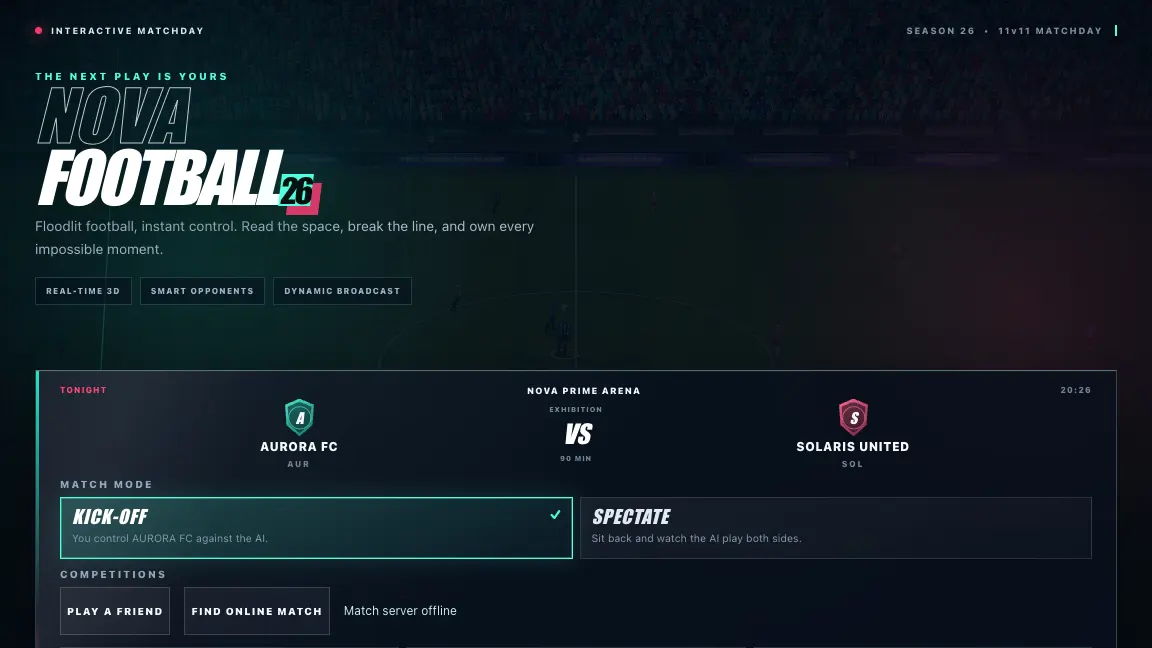 INTERACTIVE MATCHDAY
SEASON 26 • 11v11 MATCHDAY
THE NEXT PLAY IS YOURS
NOVA
FOOTBALL 26
Floodlit football, instant control. Read the space, break the line, and own every
impossible moment.
REAL-TIME 3D
SMART OPPONENTS
DYNAMIC BROADCAST
TONIGHT
NOVA PRIME ARENA
20:26
A
EXHIBITION
S
VS
AURORA FC
SOLARIS UNITED
AUR
90 MIN
SOL
MATCH MODE
KICK-OFF
You control AURORA FC against the AI.
SPECTATE
Sit back and watch the AI play both sides.
COMPETITIONS
PLAY A FRIEND
FIND ONLINE MATCH
Match server offline